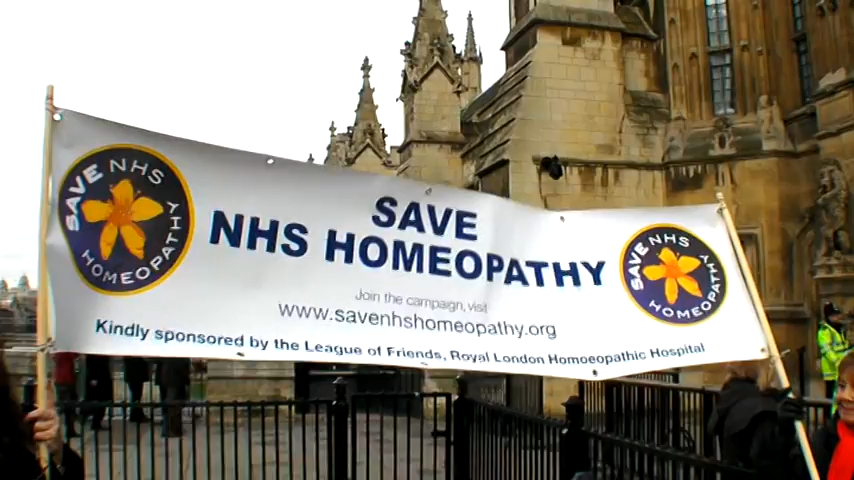 SAVE NHS HOMEOPATHY
SAVE
NHS HOMEOPATHY
Join the campaign, visit
www.savenhshomeopathy.org
Kindly sponsored by the League of Friends, Royal London Homoeopathic Hospital
SAVE NHS HOMEOPATHY